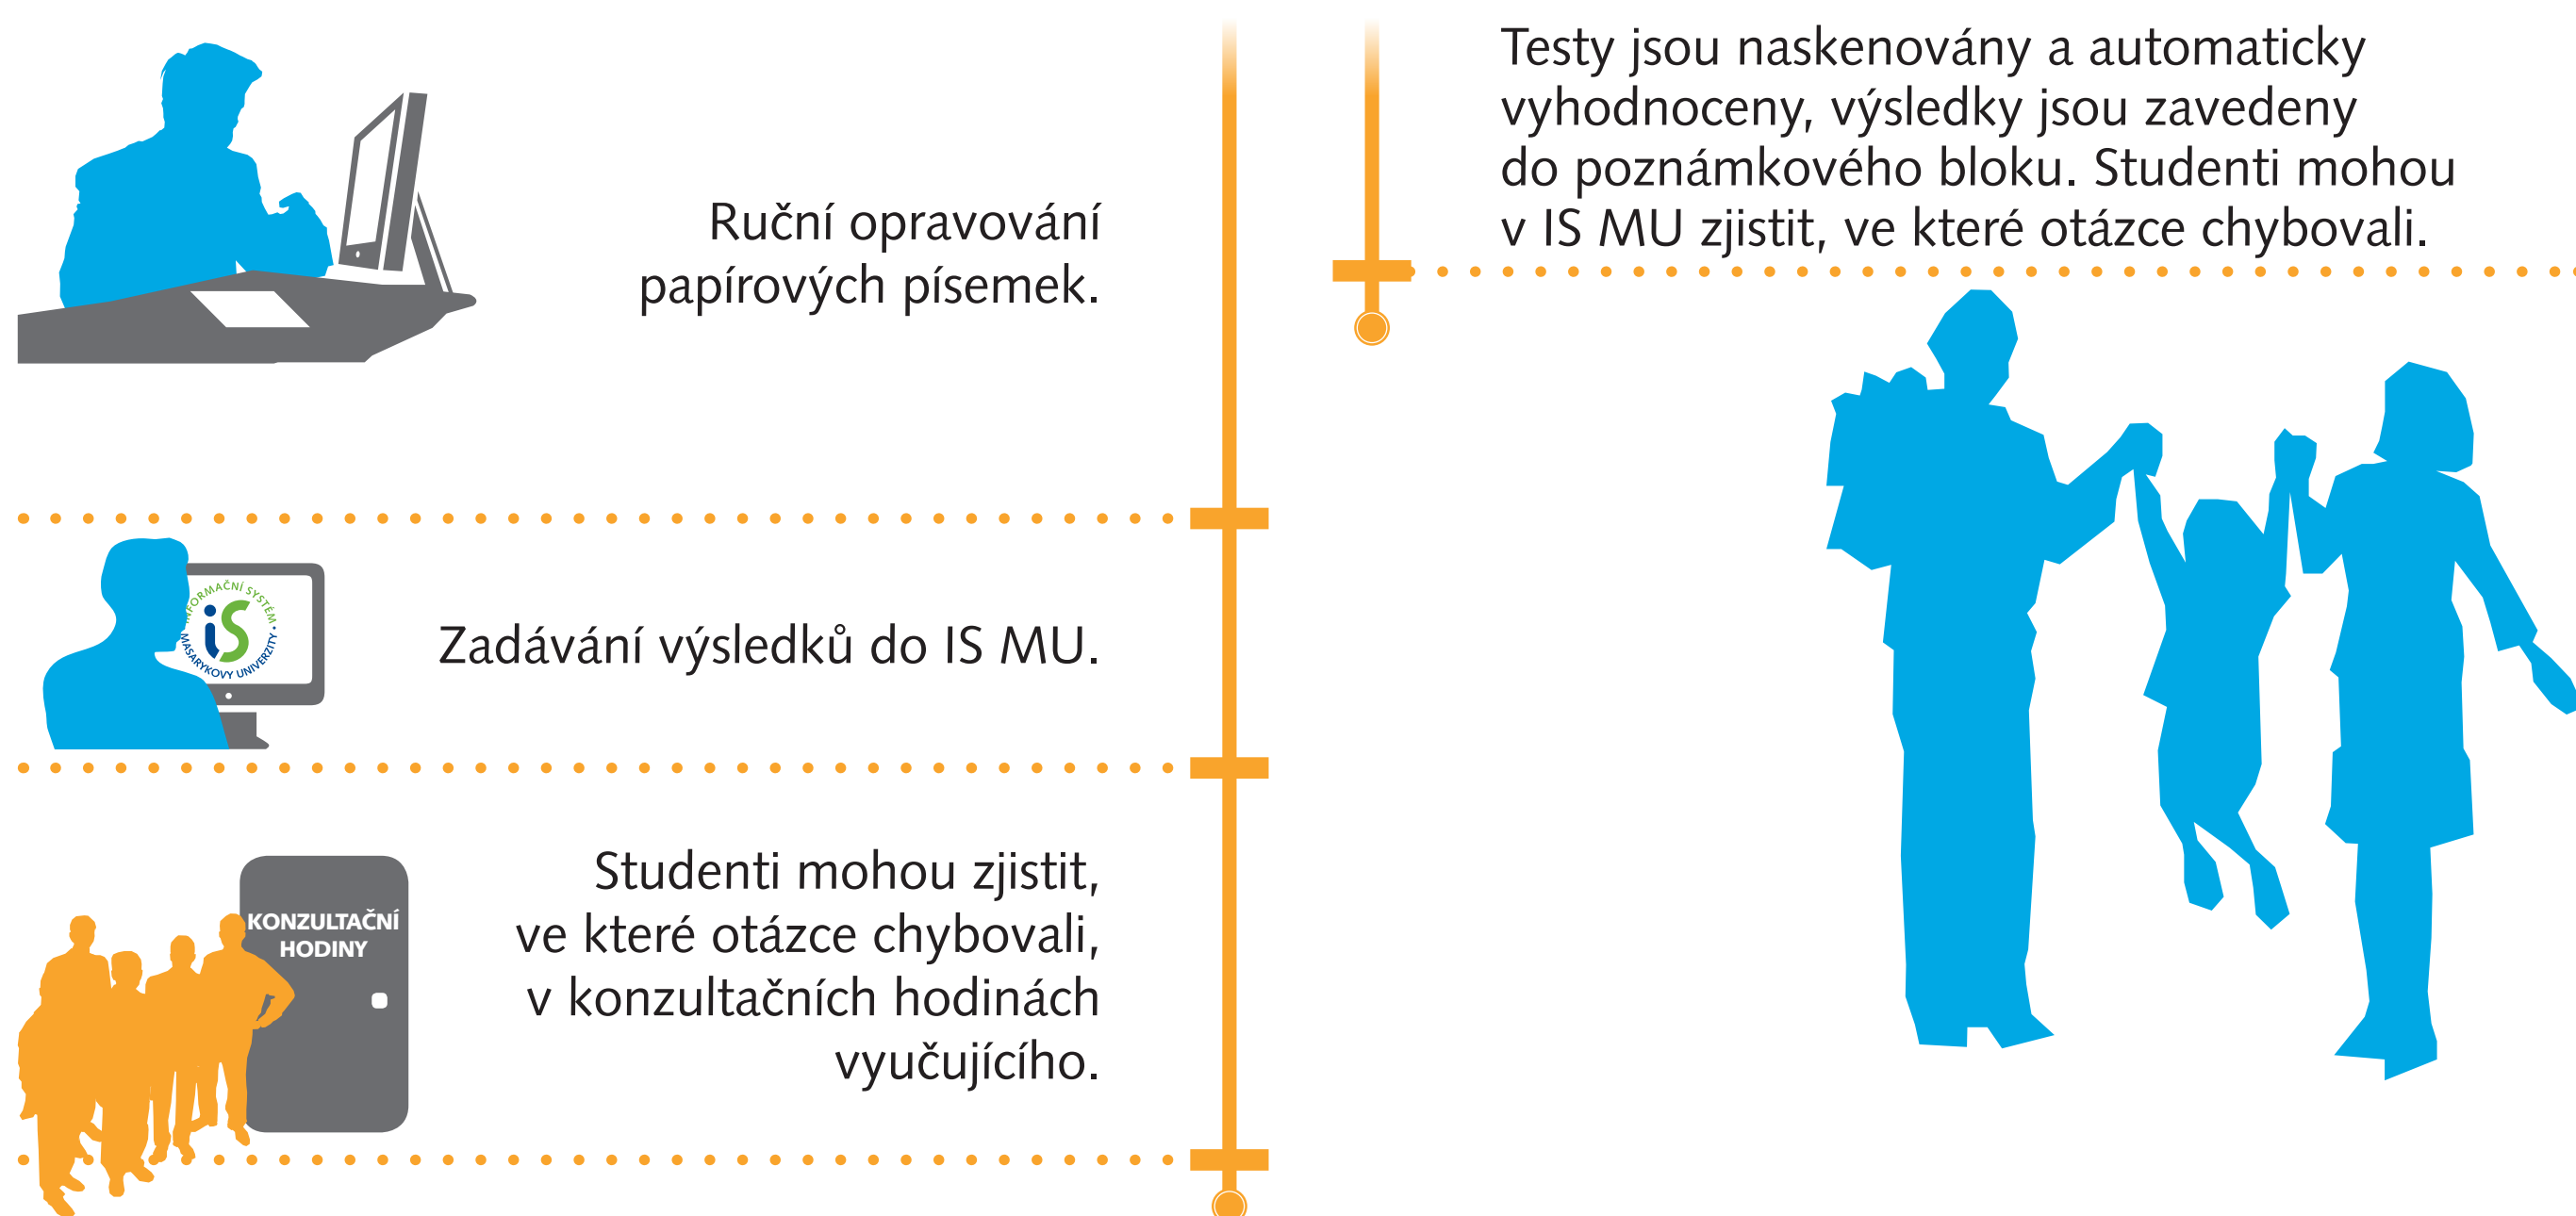 Ruční opravování
papírových písemek.
INFORMAČNÍ SYSTÉM
MASARYKOVY UNIVERZITY
iS
Zadávání výsledků do IS MU.
KONZULTAČNÍ
HODINY
Studenti mohou zjistit,
ve které otázce chybovali,
v konzultačních hodinách
vyučujícího.
Testy jsou naskenovány a automaticky
vyhodnoceny, výsledky jsou zavedeny
do poznámkového bloku. Studenti mohou
v IS MU zjistit, ve které otázce chybovali.